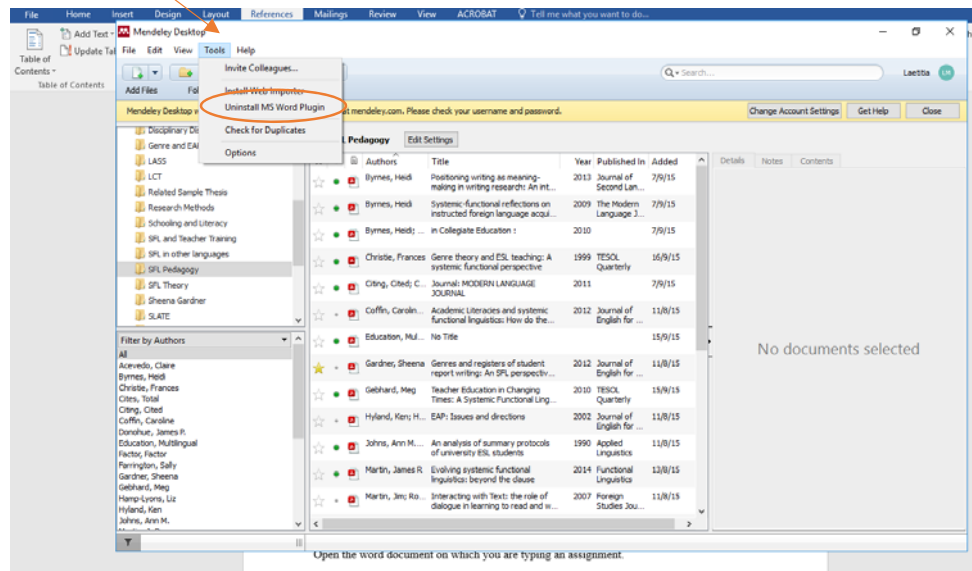 File Home Insert Design Layout References Mailings Review View ACROBAT Tell me what you want to do...
Add Text
Update Tal
Table of
Contents
Table of Contents
Mendeley Desktop
File Edit View Tools Help
Add Files Fol
Search...
Laetitia LM
Invite Colleagues...
Install Web Importer
Uninstall MS Word Plugin
Check for Duplicates
Options
Mendeley Desktop at mendeley.com. Please check your username and password. Change Account Settings Get Help Close
Disciplinary Dis
Genre and EA
LASS
LCT
Related Sample Thesis
Research Methods
Schooling and Literacy
SFL and Teacher Training
SFL in other languages
SFL Pedagogy
SFL Theory
Sheena Gardner
SLATE
Filter by Authors
All
Acevedo, Claire
Byrnes, Heidi
Christie, Frances
Cites, Total
Citing, Cited
Coffin, Caroline
Donohue, James P.
Education, Multilingual
Factor, Factor
Farrington, Sally
Gardner, Sheena
Gebhard, Meg
Hamp-Lyons, Liz
Hyland, Ken
Johns, Ann M.
Pedagogy Edit Settings
Authors Title Year Published In Added
Byrnes, Heidi Positioning writing as meaning- 2013 Journal of 7/9/15
making in writing research: An int... Second Lan...
Byrnes, Heidi Systemic-functional reflections on 2009 The Modern 7/9/15
instructed foreign language acqui... Language J...
Byrnes, Heidi; ... in Collegiate Education : 2010 7/9/15
Christie, Frances Genre theory and ESL teaching: A 1999 TESOL 16/9/15
systemic functional perspective Quarterly
Citing, Cited; C... Journal: MODERN LANGUAGE 2011 7/9/15
JOURNAL
Coffin, Carolin... Academic Literacies and systemic 2012 Journal of 11/8/15
functional linguistics: How do the... English for ...
Education, Mul... No Title 15/9/15
Gardner, Sheena Genres and registers of student 2012 Journal of 11/8/15
report writing: An SFL perspectiv... English for ...
Gebhard, Meg Teacher Education in Changing 2010 TESOL 15/9/15
Times: A Systemic Functional Ling... Quarterly
Hyland, Ken; H... EAP: Issues and directions 2002 Journal of 11/8/15
English for ...
Johns, Ann M.... An analysis of summary protocols 1990 Applied 11/8/15
of university ESL students Linguistics
Martin, James R Evolving systemic functional 2014 Functional 13/8/15
linguistics: beyond the clause Linguistics
Martin, Jim; Ro... Interacting with Text: the role of 2007 Foreign 11/8/15
dialogue in learning to read and w... Studies Jou...
Details Notes Contents
No documents selected
Open the word document on which you are typing an assignment.